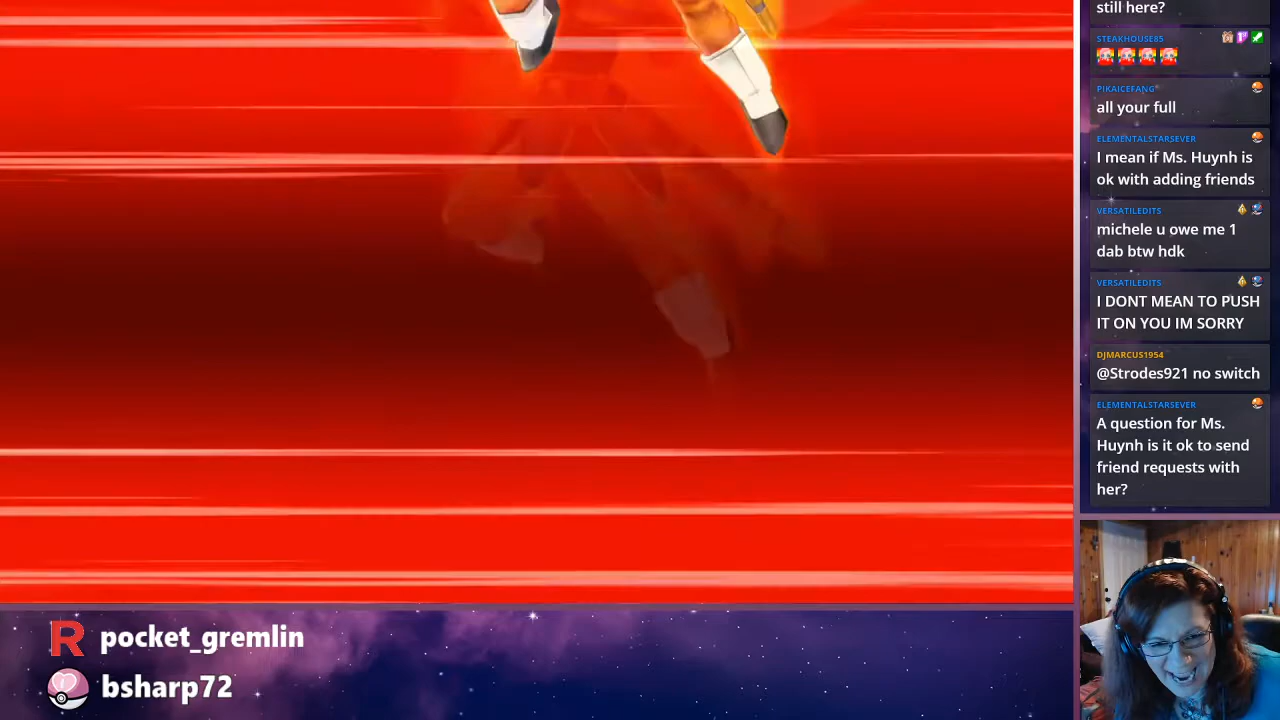 still here?
STEAKHOUSE85
PIKAICEFANG
all your full
ELEMENTALSTARSEVER
I mean if Ms. Huynh is
ok with adding friends
VERSATILEDITS
michele u owe me 1
dab btw hdk
VERSATILEDITS
I DONT MEAN TO PUSH
IT ON YOU IM SORRY
DJMARCUS1954
@Strodes921 no switch
ELEMENTALSTARSEVER
A question for Ms.
Huynh is it ok to send
friend requests with
her?
R pocket_gremlin
bsharp72